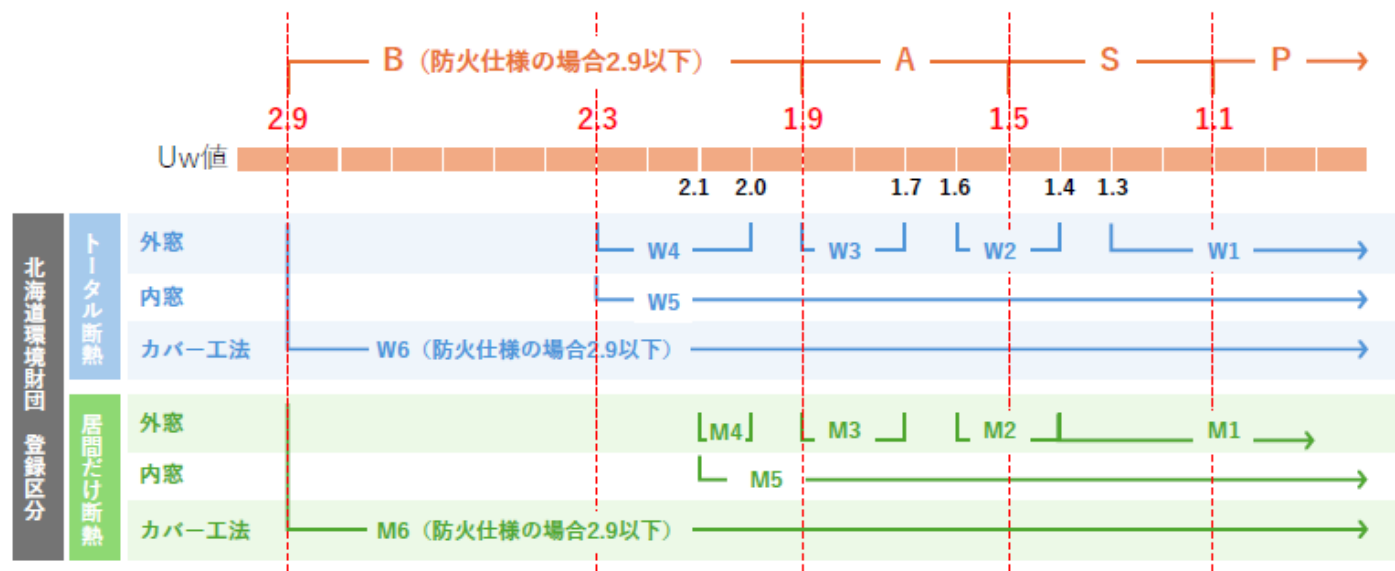 B（防火仕様の場合2.9以下） A S P
2.9 2.3 1.9 1.5 1.1
Uw値
2.1 2.0 1.7 1.6 1.4 1.3
北海道環境財団 登録区分
トータル断熱
外窓 W4 W3 W2 W1
内窓 W5
カバー工法 W6（防火仕様の場合2.9以下）
居間だけ断熱
外窓 M4 M3 M2 M1
内窓 M5
カバー工法 M6（防火仕様の場合2.9以下）